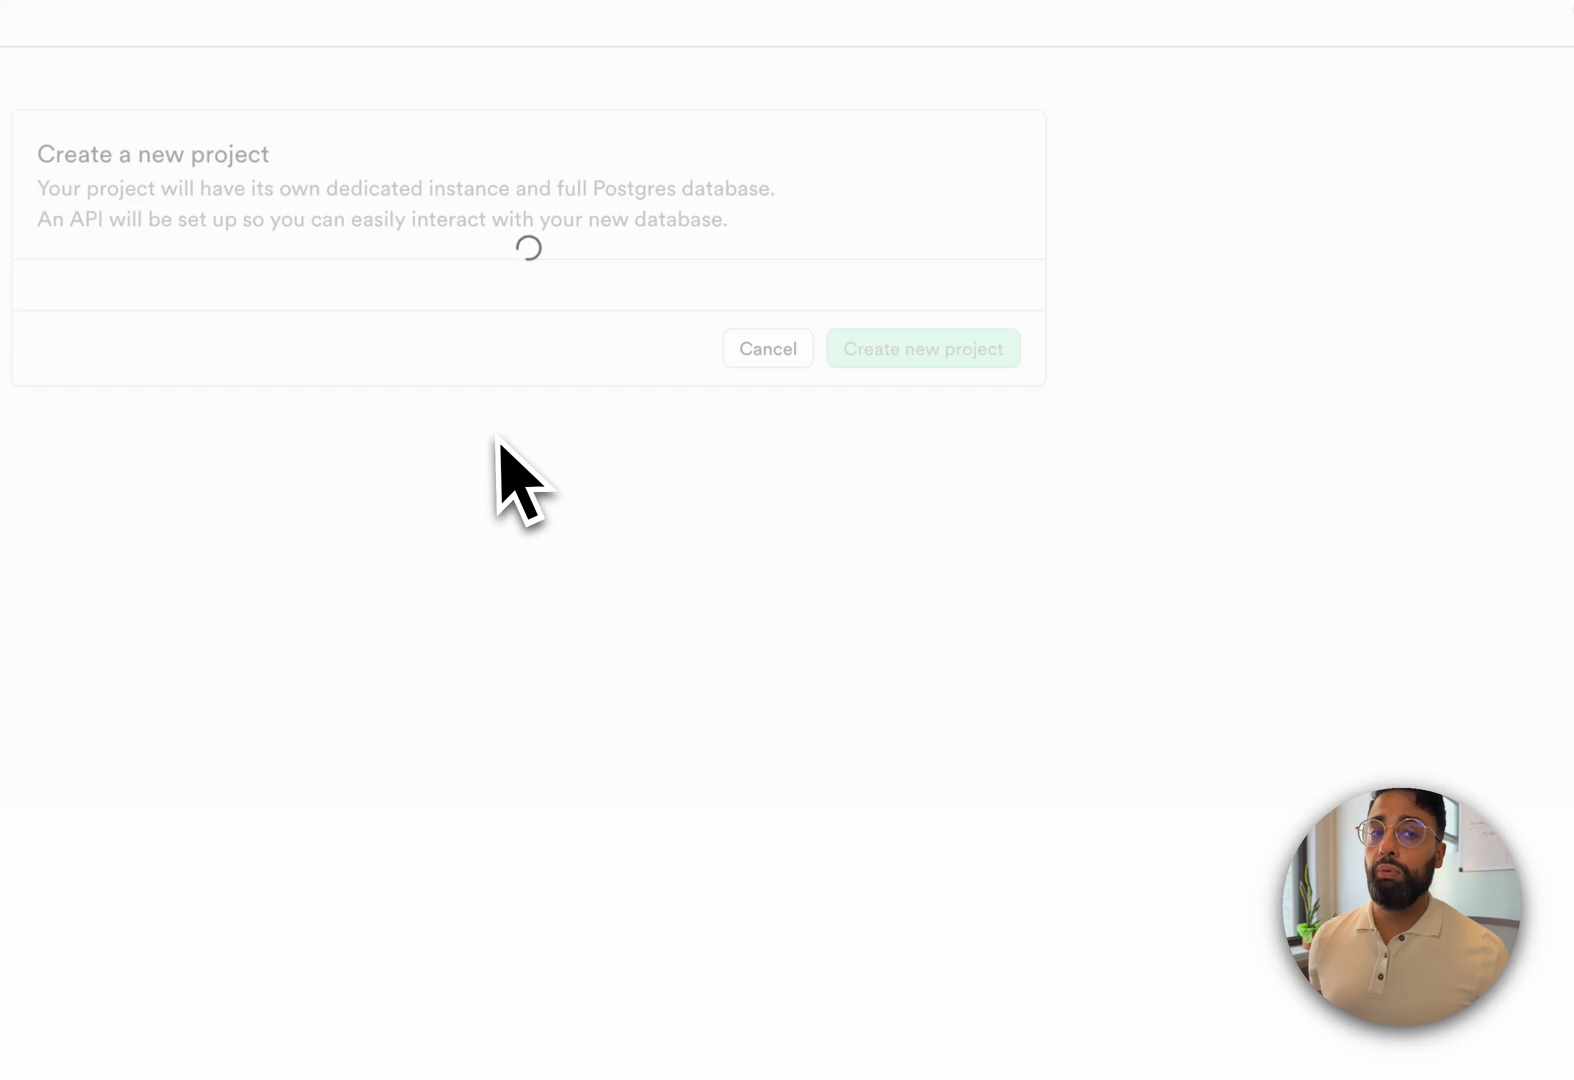 Create a new project
Your project will have its own dedicated instance and full Postgres database.
An API will be set up so you can easily interact with your new database.
Cancel
Create new project